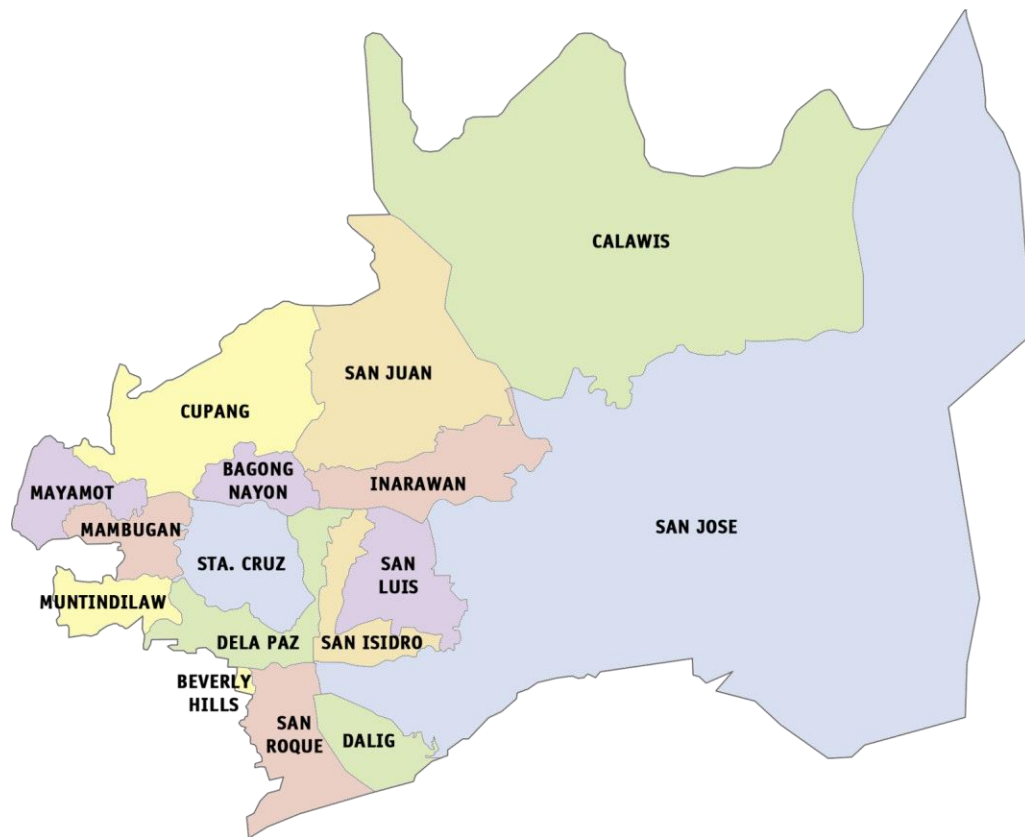 CALAWIS
SAN JUAN
CUPANG
BAGONG
NAYON
MAYAMOT
INARAWAN
MAMBUGAN
SAN JOSE
STA. CRUZ
SAN
LUIS
MUNTINDILAW
DELA PAZ
SAN ISIDRO
BEVERLY
HILLS
SAN
ROQUE
DALIG